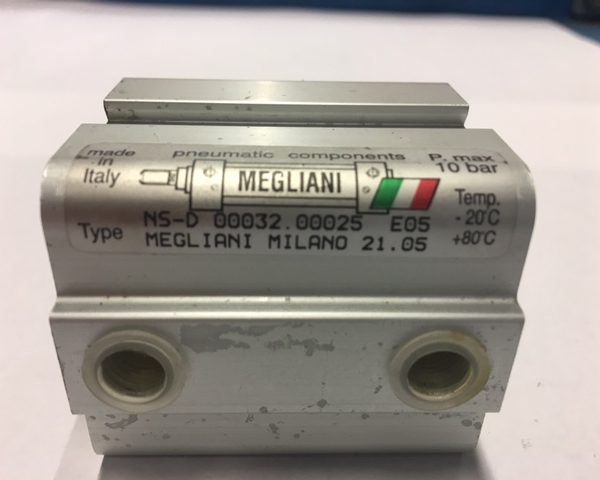 made in Italy
pneumatic components
P. max 10 bar
MEGLIANI
Temp. -20°C +80°C
Type
NS-D 00032.00025 E05
MEGLIANI MILANO 21.05